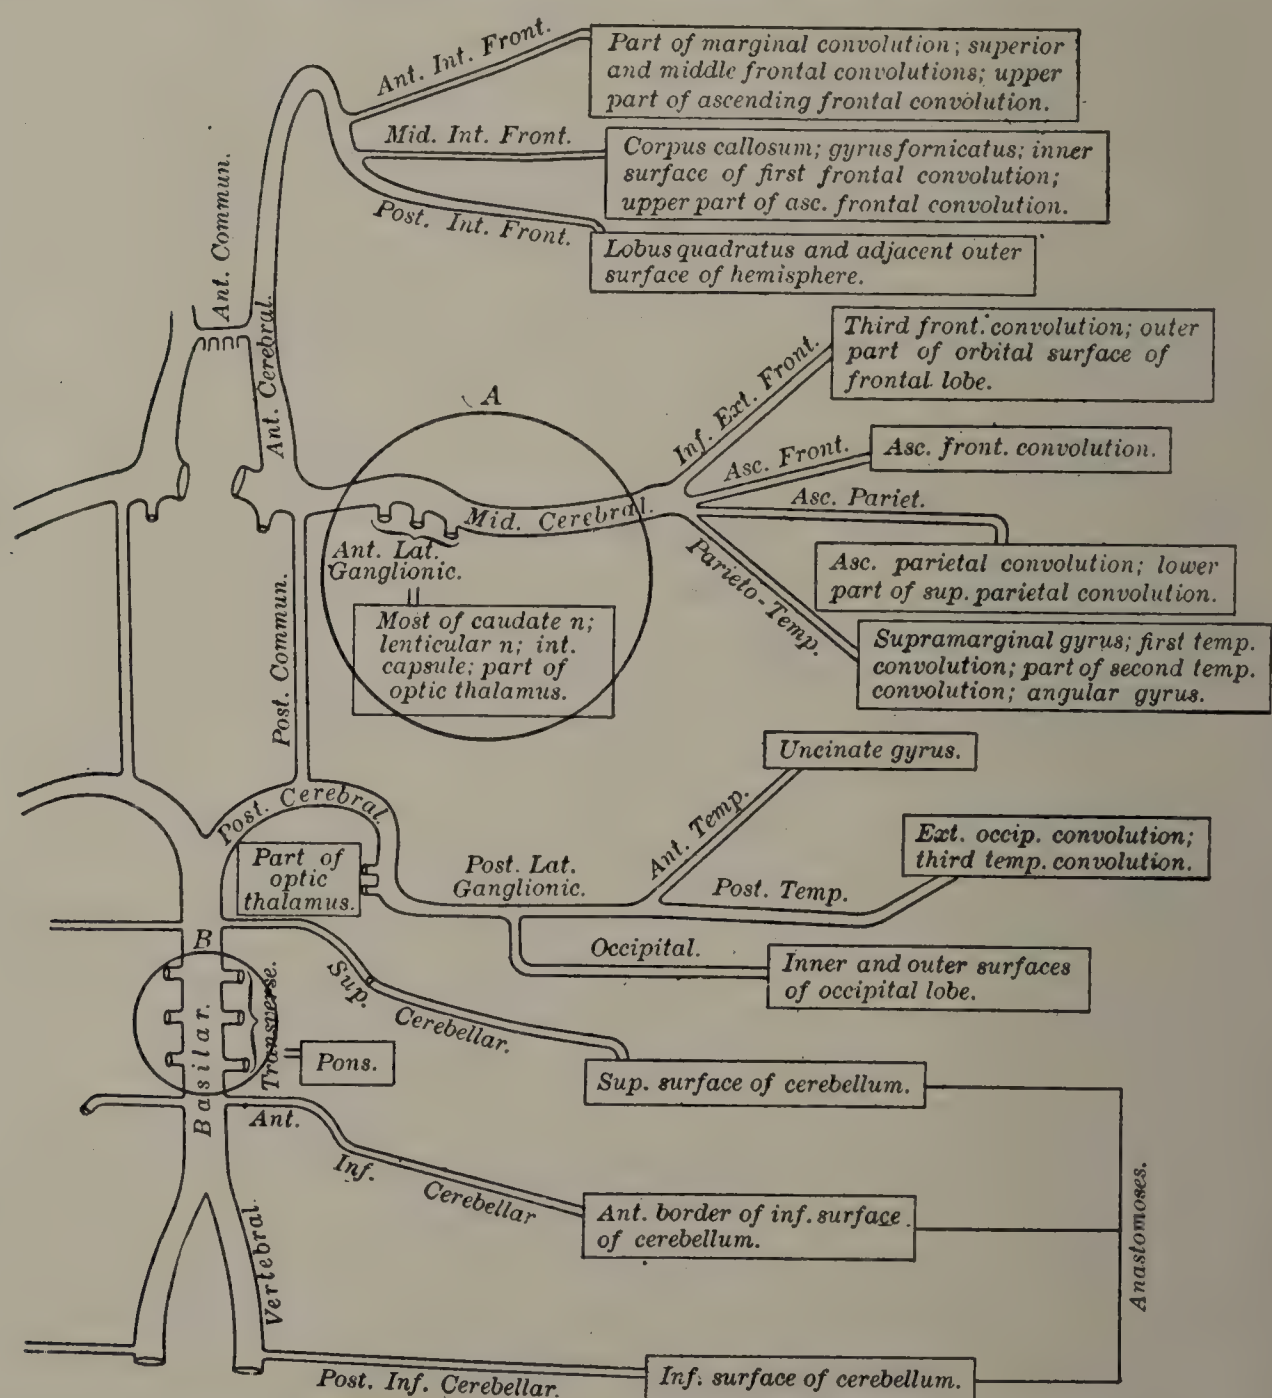 Ant. Int. Front.
Part of marginal convolution; superior
and middle frontal convolutions; upper
part of ascending frontal convolution.
Mid. Int. Front.
Corpus callosum; gyrus fornicatus; inner
surface of first frontal convolution;
upper part of asc. frontal convolution.
Post. Int. Front.
Lobus quadratus and adjacent outer
surface of hemisphere.
Ant. Commun.
Ant. Cerebral.
A
Inf. Ext. Front.
Third front. convolution; outer
part of orbital surface of
frontal lobe.
Asc. Front.
Asc. front. convolution.
Mid. Cerebral.
Asc. Pariet.
Asc. parietal convolution; lower
part of sup. parietal convolution.
Parieto-Temp.
Supramarginal gyrus; first temp.
convolution; part of second temp.
convolution; angular gyrus.
Ant. Lat.
Ganglionic.
Most of caudate n;
lenticular n; int.
capsule; part of
optic thalamus.
Post. Commun.
Post. Cerebral.
Part of
optic
thalamus.
Post. Lat.
Ganglionic.
Ant. Temp.
Uncinate gyrus.
Post. Temp.
Ext. occip. convolution;
third temp. convolution.
Occipital.
Inner and outer surfaces
of occipital lobe.
B
Basilar.
Transverse.
Pons.
Sup. Cerebellar.
Sup. surface of cerebellum.
Ant. Inf. Cerebellar
Ant. border of inf. surface
of cerebellum.
Anastomoses.
Vertebral
Post. Inf. Cerebellar.
Inf. surface of cerebellum.